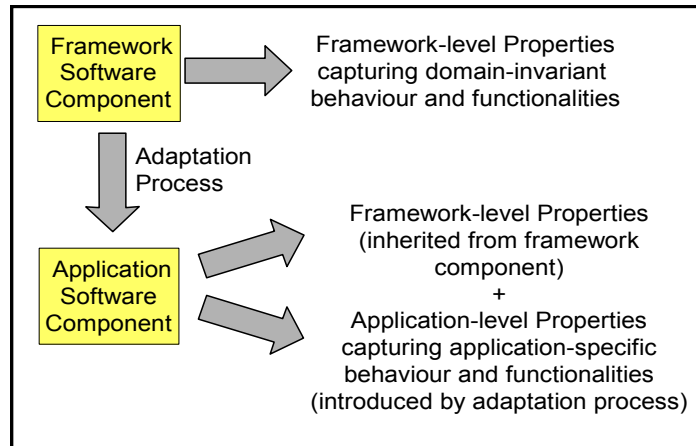 Framework
Software
Component
Framework-level Properties
capturing domain-invariant
behaviour and functionalities
Adaptation
Process
Application
Software
Component
Framework-level Properties
(inherited from framework
component)
+
Application-level Properties
capturing application-specific
behaviour and functionalities
(introduced by adaptation process)